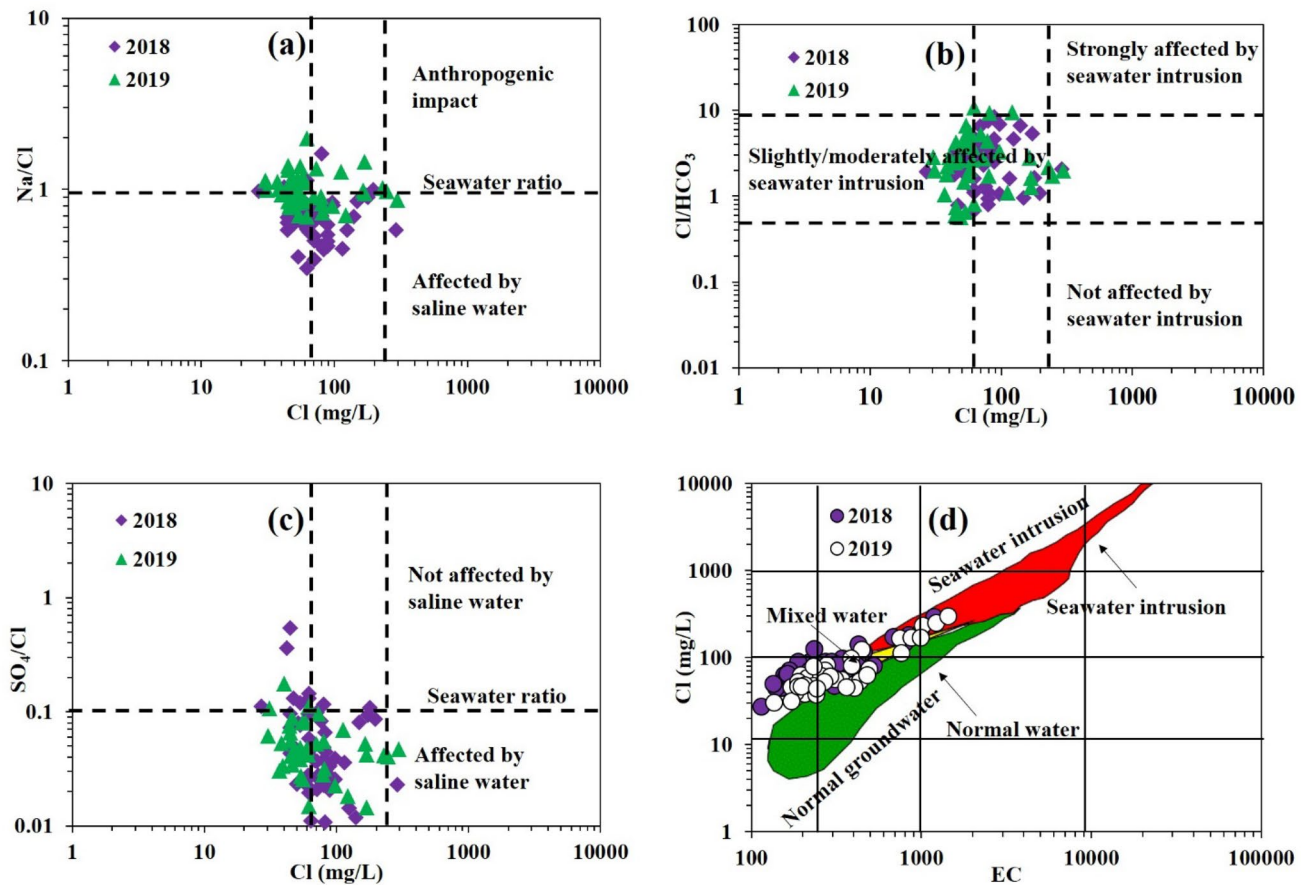 10
1
0.1
Na/Cl
(a)
2018
2019
Anthropogenic
impact
Seawater ratio
Affected by
saline water
1
10
100
1000
10000
Cl (mg/L)
100
10
1
0.1
0.01
Cl/HCO3
(b)
2018
2019
Strongly affected by
seawater intrusion
Slightly/moderately affected by
seawater intrusion
Not affected by
seawater intrusion
1
10
100
1000
10000
Cl (mg/L)
10
1
0.1
0.01
SO4/Cl
(c)
2018
2019
Not affected by
saline water
Seawater ratio
Affected by
saline water
1
10
100
1000
10000
Cl (mg/L)
10000
1000
100
10
1
Cl (mg/L)
(d)
2018
2019
Seawater intrusion
Mixed water
Seawater intrusion
Normal water
Normal groundwater
100
1000
10000
100000
EC